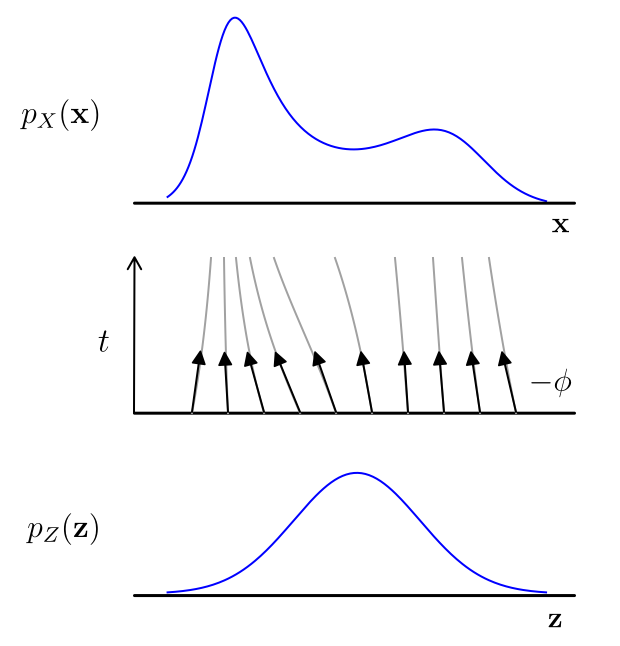 p_X(𝐱)
𝐱
t
−ϕ
p_Z(𝐳)
𝐳